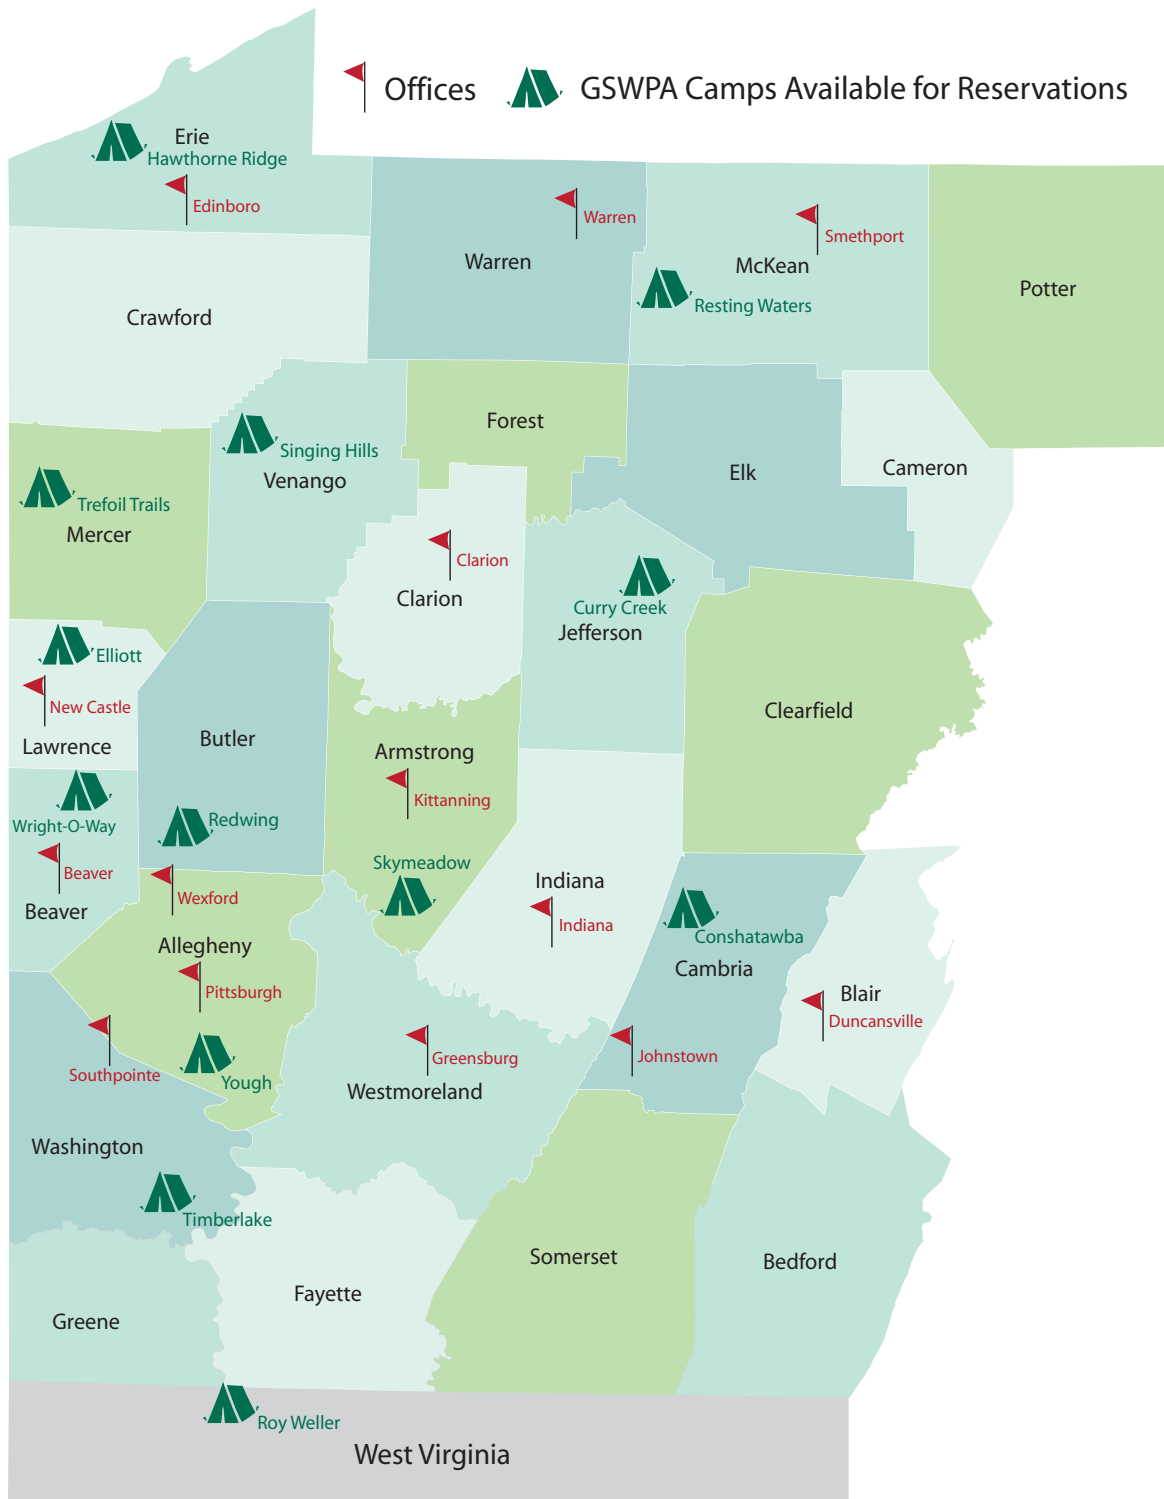 Offices
GSWPA Camps Available for Reservations
Erie
Hawthorne Ridge
Edinboro
Warren
Smethport
Warren
McKean
Resting Waters
Potter
Crawford
Forest
Singing Hills
Venango
Elk
Cameron
Trefoil Trails
Mercer
Clarion
Clarion
Curry Creek
Jefferson
Elliott
New Castle
Lawrence
Butler
Clearfield
Armstrong
Kittanning
Wright-O-Way
Redwing
Beaver
Beaver
Wexford
Skymeadow
Indiana
Indiana
Conshatawba
Cambria
Allegheny
Pittsburgh
Blair
Duncansville
Southpointe
Yough
Greensburg
Westmoreland
Johnstown
Washington
Timberlake
Somerset
Bedford
Fayette
Greene
Roy Weller
West Virginia